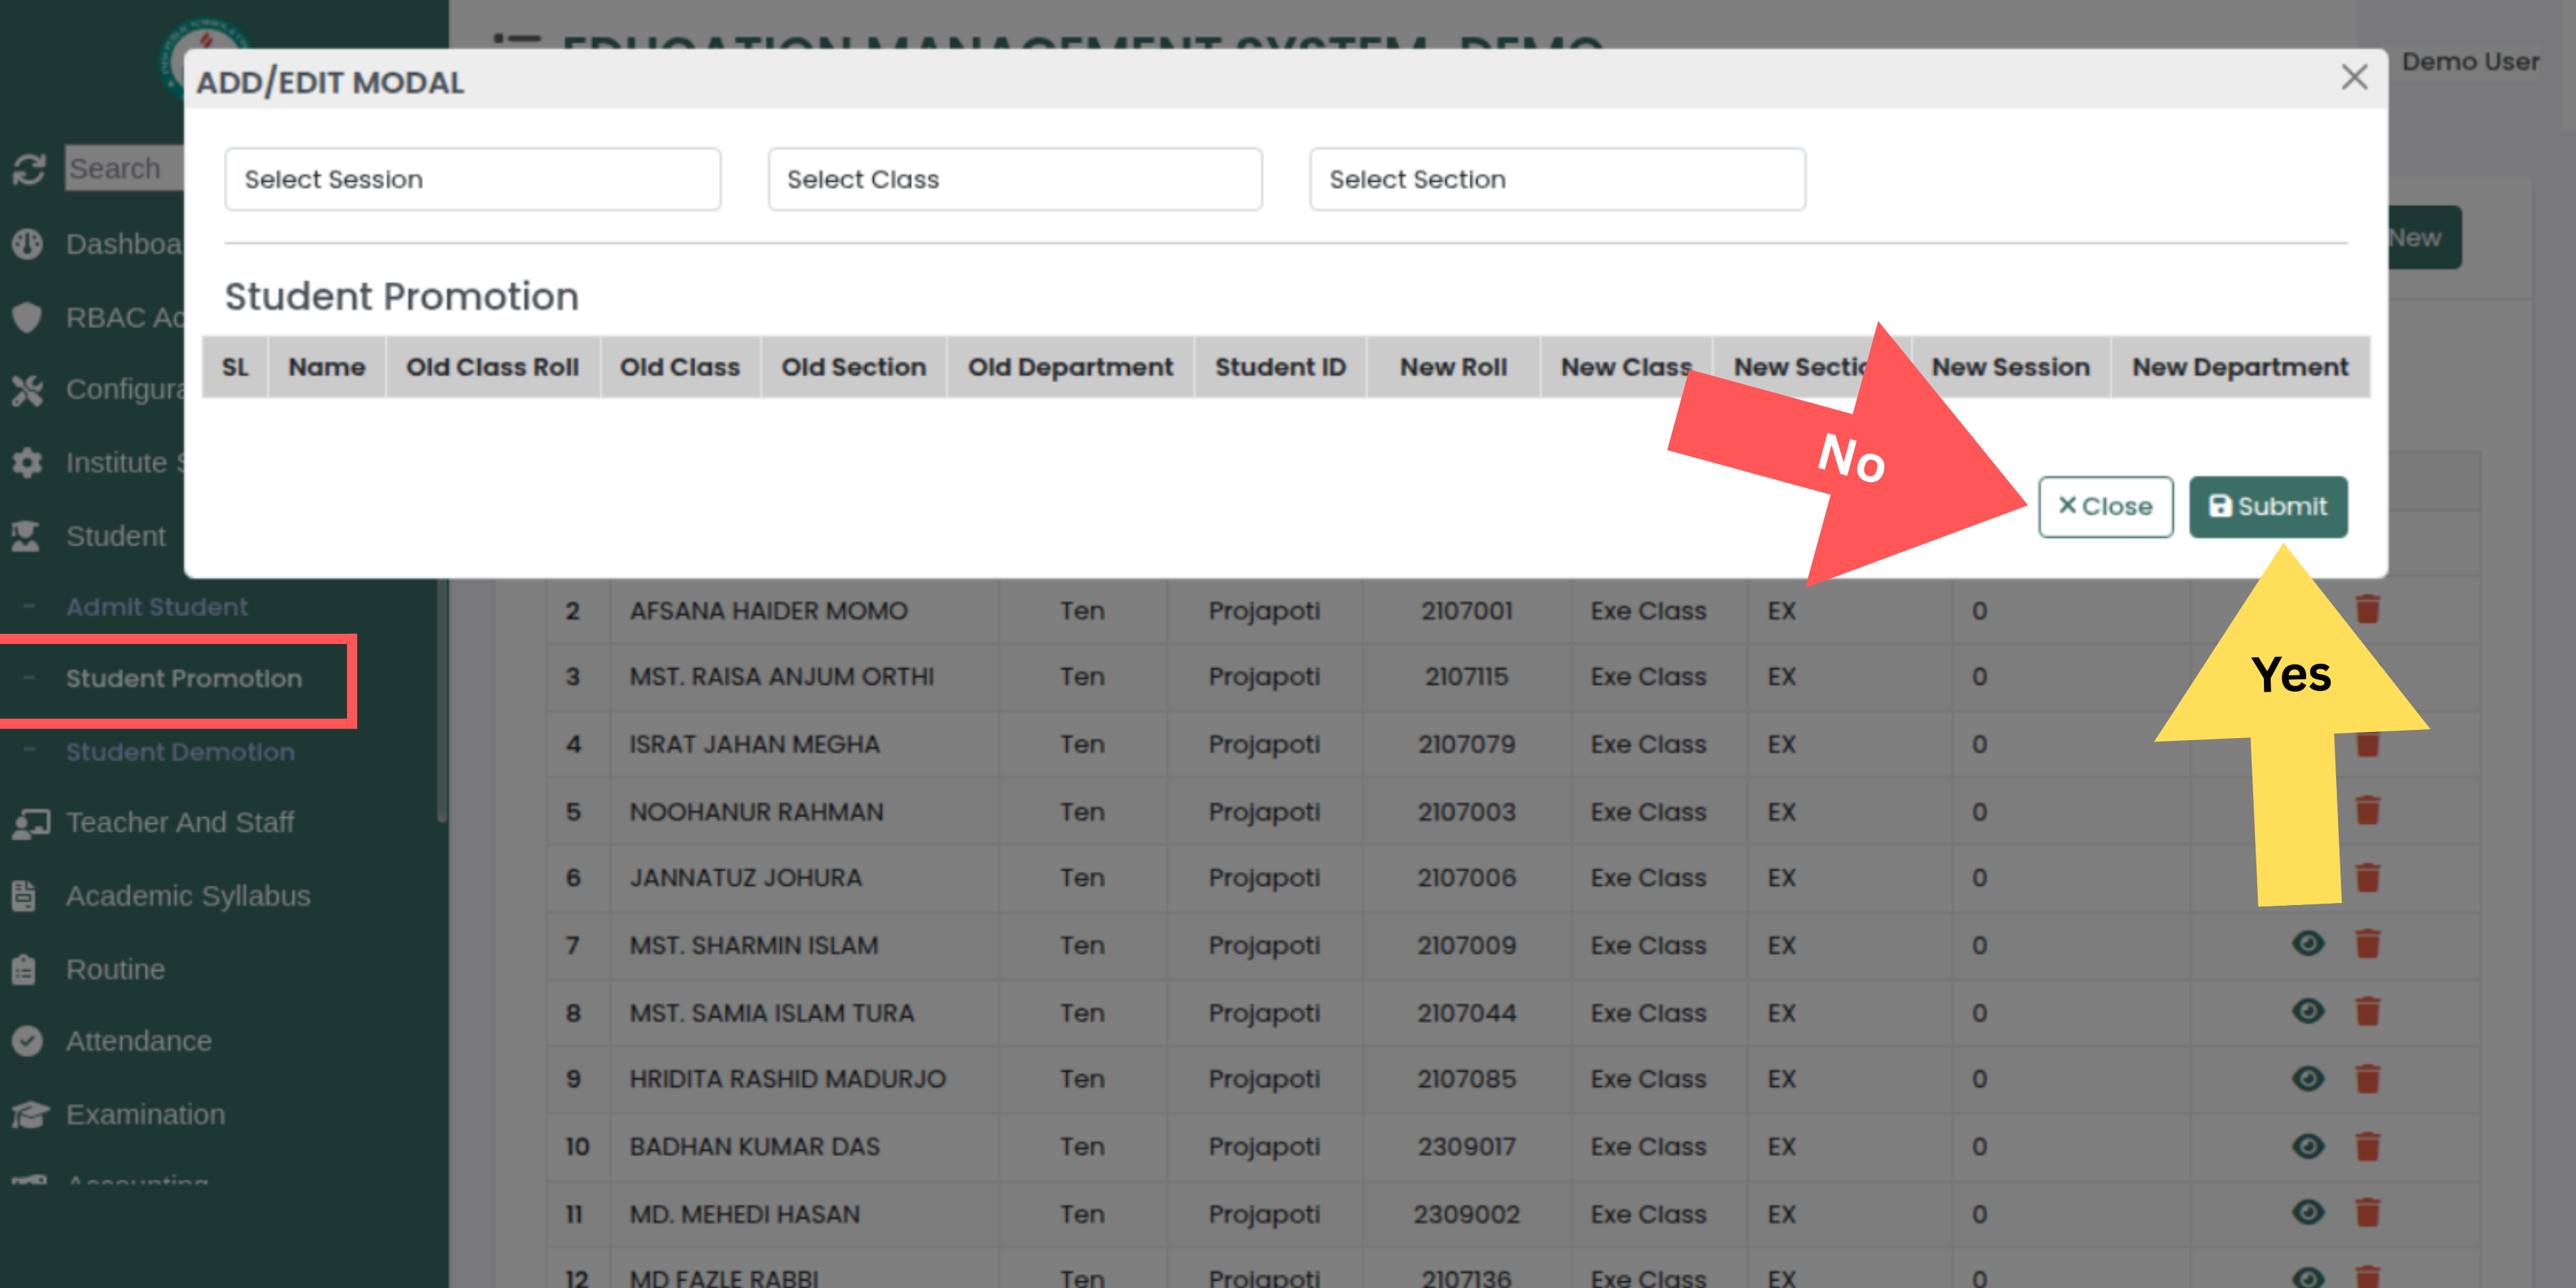 EDUCATION MANAGEMENT SYSTEM-DEMO
Demo User
ADD/EDIT MODAL
Select Session Select Class Select Section
Student Promotion
SL Name Old Class Roll Old Class Old Section Old Department Student ID New Roll New Class New Sectio New Session New Department
No
Close Submit
Yes
New
Search
Dashboa
RBAC Ac
Configura
Institute S
Student
- Admit Student
- Student Promotion
- Student Demotion
Teacher And Staff
Academic Syllabus
Routine
Attendance
Examination
Accounting
2 AFSANA HAIDER MOMO Ten Projapoti 2107001 Exe Class EX 0
3 MST. RAISA ANJUM ORTHI Ten Projapoti 2107115 Exe Class EX 0
4 ISRAT JAHAN MEGHA Ten Projapoti 2107079 Exe Class EX 0
5 NOOHANUR RAHMAN Ten Projapoti 2107003 Exe Class EX 0
6 JANNATUZ JOHURA Ten Projapoti 2107006 Exe Class EX 0
7 MST. SHARMIN ISLAM Ten Projapoti 2107009 Exe Class EX 0
8 MST. SAMIA ISLAM TURA Ten Projapoti 2107044 Exe Class EX 0
9 HRIDITA RASHID MADURJO Ten Projapoti 2107085 Exe Class EX 0
10 BADHAN KUMAR DAS Ten Projapoti 2309017 Exe Class EX 0
11 MD. MEHEDI HASAN Ten Projapoti 2309002 Exe Class EX 0
12 MD FAZLE RABBI Ten Projapoti 2107136 Exe Class EX 0